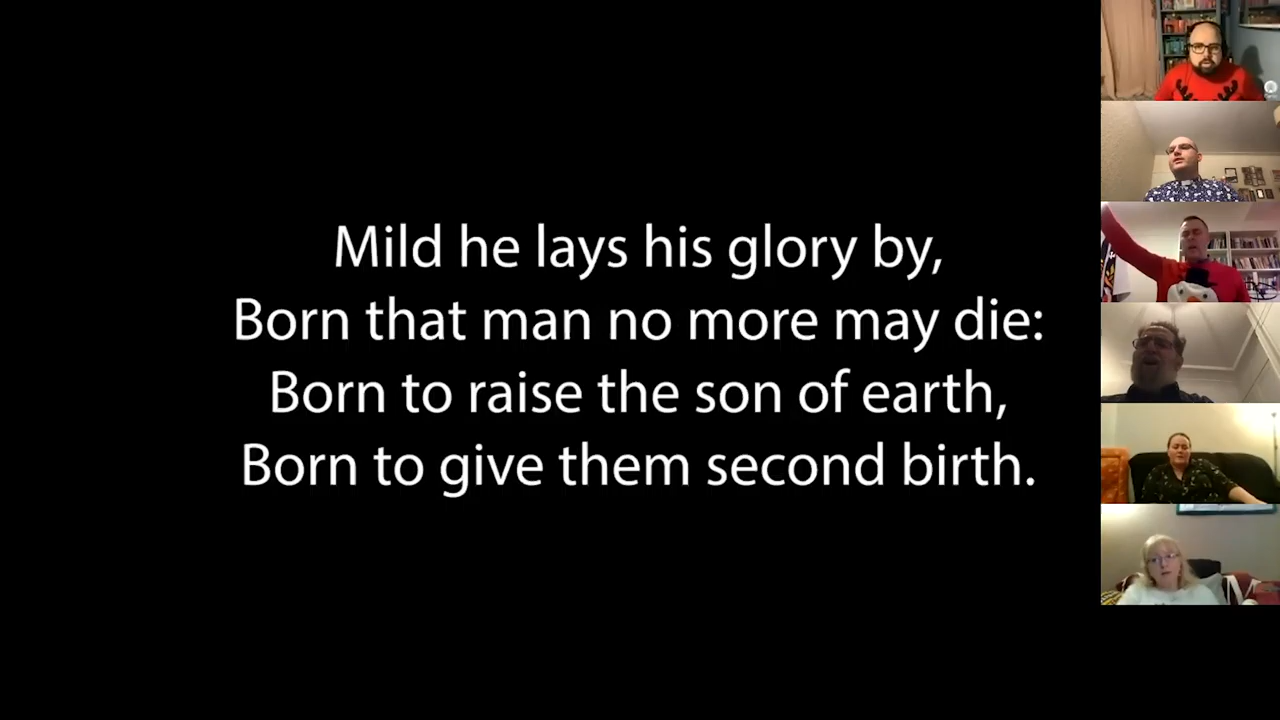 Mild he lays his glory by,
Born that man no more may die:
Born to raise the son of earth,
Born to give them second birth.